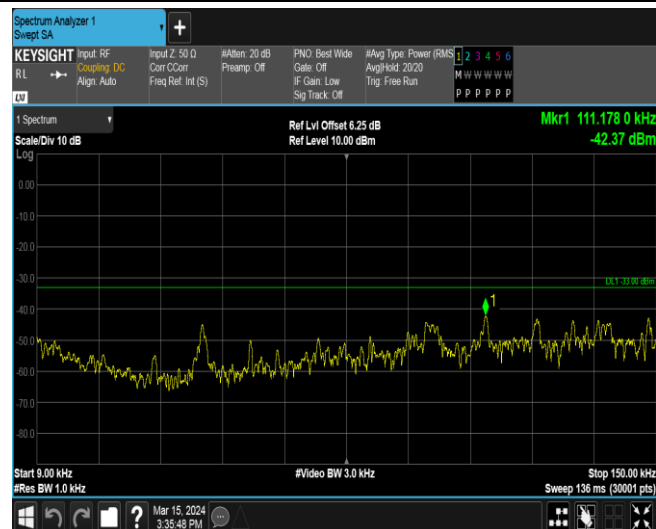 Spectrum Analyzer 1
Swept SA
+
KEYSIGHT
RL
LXI
Input: RF
Coupling: DC
Align: Auto
Input Z: 50 Ω
Corr CCorr
Freq Ref: Int (S)
#Atten: 20 dB
Preamp: Off
PNO: Best Wide
Gate: Off
IF Gain: Low
Sig Track: Off
#Avg Type: Power (RMS
Avg|Hold: 20/20
Trig: Free Run
1 2 3 4 5 6
M W W W W W
P P P P P P
1 Spectrum
Scale/Div 10 dB
Log
Ref Lvl Offset 6.25 dB
Ref Level 10.00 dBm
Mkr1 111.178 0 kHz
-42.37 dBm
0.00
-10.0
-20.0
-30.0
DL1 -33.00 dBm
1
-40.0
-50.0
-60.0
-70.0
-80.0
Start 9.00 kHz
#Res BW 1.0 kHz
#Video BW 3.0 kHz
Stop 150.00 kHz
Sweep 136 ms (30001 pts)
?
Mar 15, 2024
3:35:48 PM